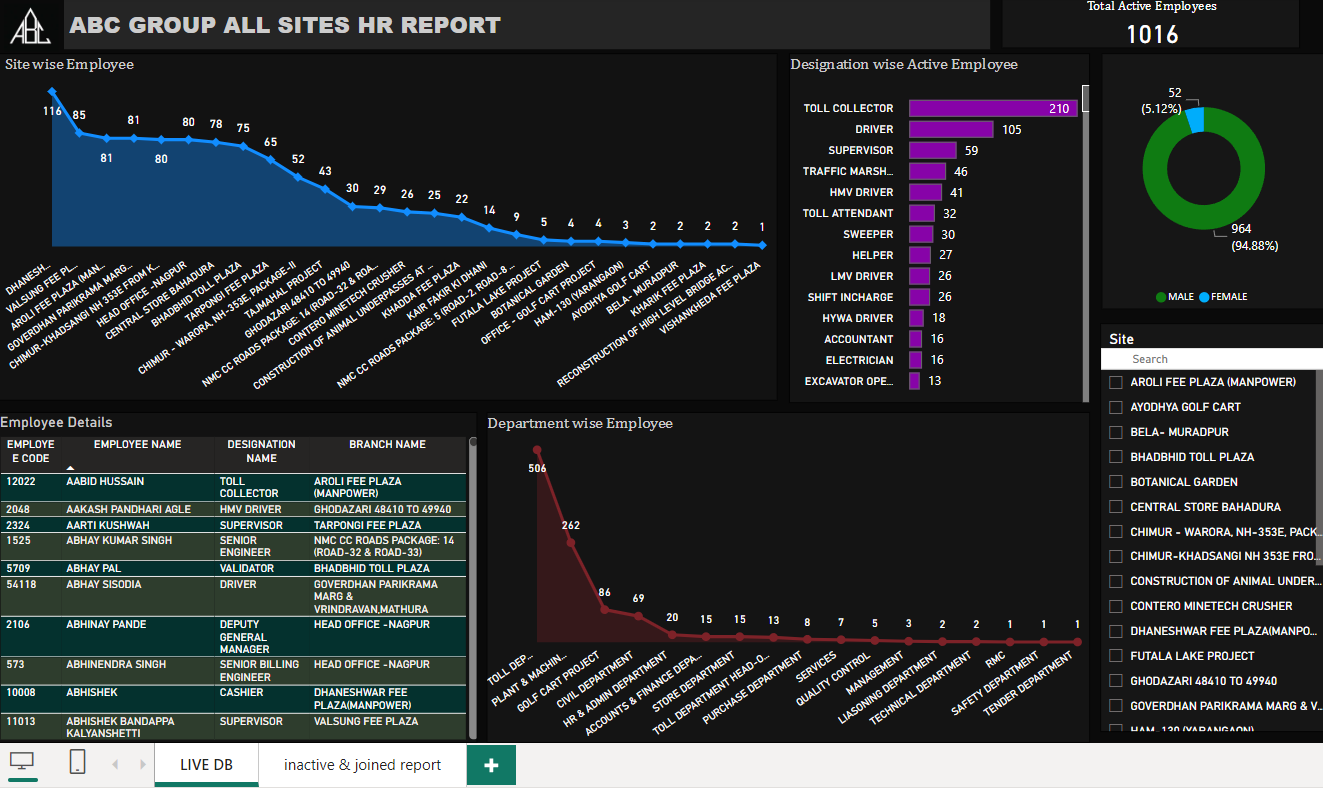 ABL
ABC GROUP ALL SITES HR REPORT
Total Active Employees
1016
Site wise Employee
116
85
81
81
80
80
78
75
65
52
43
30
29
26
25
22
14
9
5
4
4
3
2
2
2
2
1
DHANESH...
VALSUNG FEE PL...
AROLI FEE PLAZA (MAN...
GOVERDHAN PARIKRAMA MARG...
CHIMUR-KHADSANGI NH 353E FROM K...
HEAD OFFICE -NAGPUR
CENTRAL STORE BAHADURA
BHADBHID TOLL PLAZA
TARPONGI FEE PLAZA
CHIMUR - WARORA, NH-353E, PACKAGE-II
TAJMAHAL PROJECT
GHODAZARI 48410 TO 49940
NMC CC ROADS PACKAGE: 14 (ROAD-32 & ROA...
CONTERO MINETECH CRUSHER
CONSTRUCTION OF ANIMAL UNDERPASSES AT ...
KHADDA FEE PLAZA
KAIR FAKIR KI DHANI
NMC CC ROADS PACKAGE: 5 (ROAD-2, ROAD-8 ...
FUTALA LAKE PROJECT
BOTANICAL GARDEN
OFFICE - GOLF CART PROJECT
HAM-130 (YARANGAON)
AYODHYA GOLF CART
BELA- MURADPUR
KHARIK FEE PLAZA
RECONSTRUCTION OF HIGH LEVEL BRIDGE AC...
VISHANKHEDA FEE PLAZA
Designation wise Active Employee
TOLL COLLECTOR 210
DRIVER 105
SUPERVISOR 59
TRAFFIC MARSH... 46
HMV DRIVER 41
TOLL ATTENDANT 32
SWEEPER 30
HELPER 27
LMV DRIVER 26
SHIFT INCHARGE 26
HYWA DRIVER 18
ACCOUNTANT 16
ELECTRICIAN 16
EXCAVATOR OPE... 13
52
(5.12%)
964
(94.88%)
MALE FEMALE
Site
Search
AROLI FEE PLAZA (MANPOWER)
AYODHYA GOLF CART
BELA- MURADPUR
BHADBHID TOLL PLAZA
BOTANICAL GARDEN
CENTRAL STORE BAHADURA
CHIMUR - WARORA, NH-353E, PACK...
CHIMUR-KHADSANGI NH 353E FRO...
CONSTRUCTION OF ANIMAL UNDER...
CONTERO MINETECH CRUSHER
DHANESHWAR FEE PLAZA(MANPO...
FUTALA LAKE PROJECT
GHODAZARI 48410 TO 49940
GOVERDHAN PARIKRAMA MARG & V...
HAM-130 (YARANGAON)
Employee Details
EMPLOYE EMPLOYEE NAME DESIGNATION BRANCH NAME
E CODE NAME
12022 AABID HUSSAIN TOLL AROLI FEE PLAZA
COLLECTOR (MANPOWER)
2048 AAKASH PANDHARI AGLE HMV DRIVER GHODAZARI 48410 TO 49940
2324 AARTI KUSHWAH SUPERVISOR TARPONGI FEE PLAZA
1525 ABHAY KUMAR SINGH SENIOR NMC CC ROADS PACKAGE: 14
ENGINEER (ROAD-32 & ROAD-33)
5709 ABHAY PAL VALIDATOR BHADBHID TOLL PLAZA
54118 ABHAY SISODIA DRIVER GOVERDHAN PARIKRAMA
MARG &
VRINDRAVAN,MATHURA
2106 ABHINAY PANDE DEPUTY HEAD OFFICE -NAGPUR
GENERAL
MANAGER
573 ABHINENDRA SINGH SENIOR BILLING HEAD OFFICE -NAGPUR
ENGINEER
10008 ABHISHEK CASHIER DHANESHWAR FEE
PLAZA(MANPOWER)
11013 ABHISHEK BANDAPPA SUPERVISOR VALSUNG FEE PLAZA
KALYANSHETTI
Department wise Employee
506
262
86
69
20
15
15
13
8
7
5
3
2
2
1
1
1
TOLL DEP...
PLANT & MACHIN...
GOLF CART PROJECT
CIVIL DEPARTMENT
HR & ADMIN DEPARTMENT
ACCOUNTS & FINANCE DEPA...
STORE DEPARTMENT
TOLL DEPARTMENT HEAD-O...
PURCHASE DEPARTMENT
SERVICES
QUALITY CONTROL
MANAGEMENT
LIASONING DEPARTMENT
TECHNICAL DEPARTMENT
RMC
SAFETY DEPARTMENT
TENDER DEPARTMENT
LIVE DB
inactive & joined report